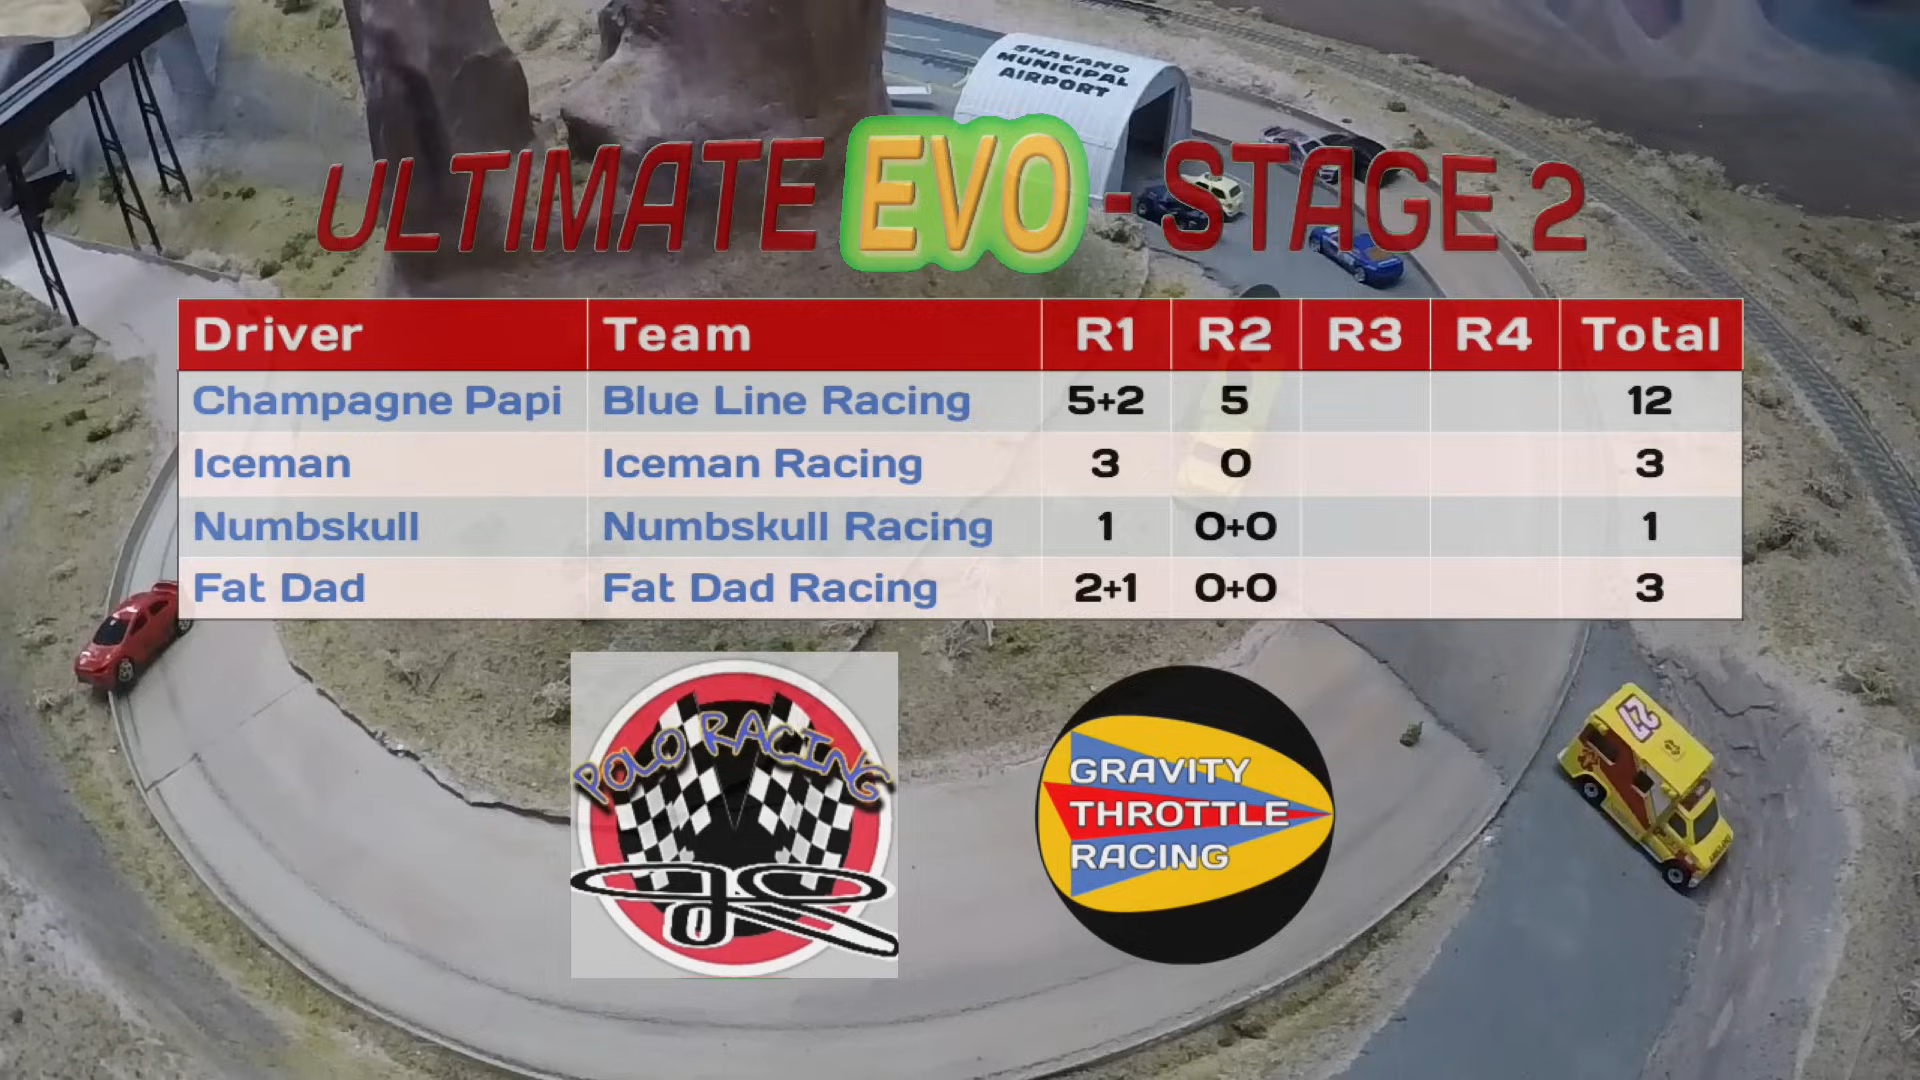 SHAVANO
MUNICIPAL
AIRPORT
ULTIMATE EVO - STAGE 2
Driver Team R1 R2 R3 R4 Total
Champagne Papi Blue Line Racing 5+2 5 12
Iceman Iceman Racing 3 0 3
Numbskull Numbskull Racing 1 0+0 1
Fat Dad Fat Dad Racing 2+1 0+0 3
POLO RACING
GRAVITY
THROTTLE
RACING
27